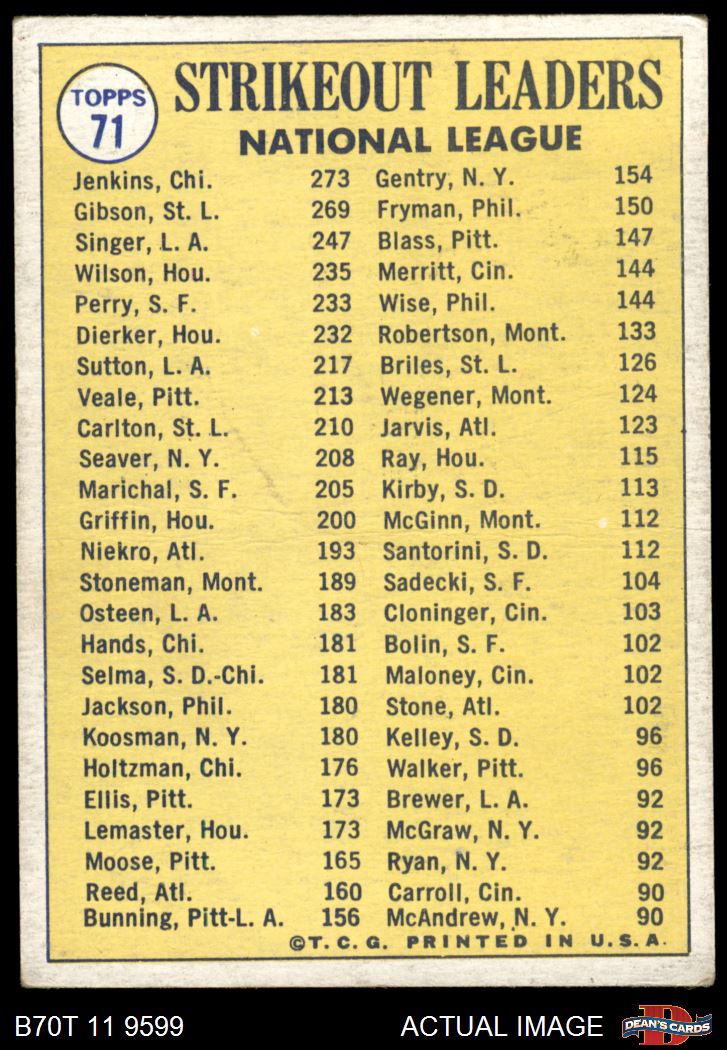 TOPPS
71
STRIKEOUT LEADERS
NATIONAL LEAGUE
Jenkins, Chi. 273
Gibson, St. L. 269
Singer, L. A. 247
Wilson, Hou. 235
Perry, S. F. 233
Dierker, Hou. 232
Sutton, L. A. 217
Veale, Pitt. 213
Carlton, St. L. 210
Seaver, N. Y. 208
Marichal, S. F. 205
Griffin, Hou. 200
Niekro, Atl. 193
Stoneman, Mont. 189
Osteen, L. A. 183
Hands, Chi. 181
Selma, S. D.-Chi. 181
Jackson, Phil. 180
Koosman, N. Y. 180
Holtzman, Chi. 176
Ellis, Pitt. 173
Lemaster, Hou. 173
Moose, Pitt. 165
Reed, Atl. 160
Bunning, Pitt-L. A. 156
Gentry, N. Y. 154
Fryman, Phil. 150
Blass, Pitt. 147
Merritt, Cin. 144
Wise, Phil. 144
Robertson, Mont. 133
Briles, St. L. 126
Wegener, Mont. 124
Jarvis, Atl. 123
Ray, Hou. 115
Kirby, S. D. 113
McGinn, Mont. 112
Santorini, S. D. 112
Sadecki, S. F. 104
Cloninger, Cin. 103
Bolin, S. F. 102
Maloney, Cin. 102
Stone, Atl. 102
Kelley, S. D. 96
Walker, Pitt. 96
Brewer, L. A. 92
McGraw, N. Y. 92
Ryan, N. Y. 92
Carroll, Cin. 90
McAndrew, N. Y. 90
©T. C. G. PRINTED IN U. S. A.
B70T 11 9599
ACTUAL IMAGE
D
DEAN'S CARDS